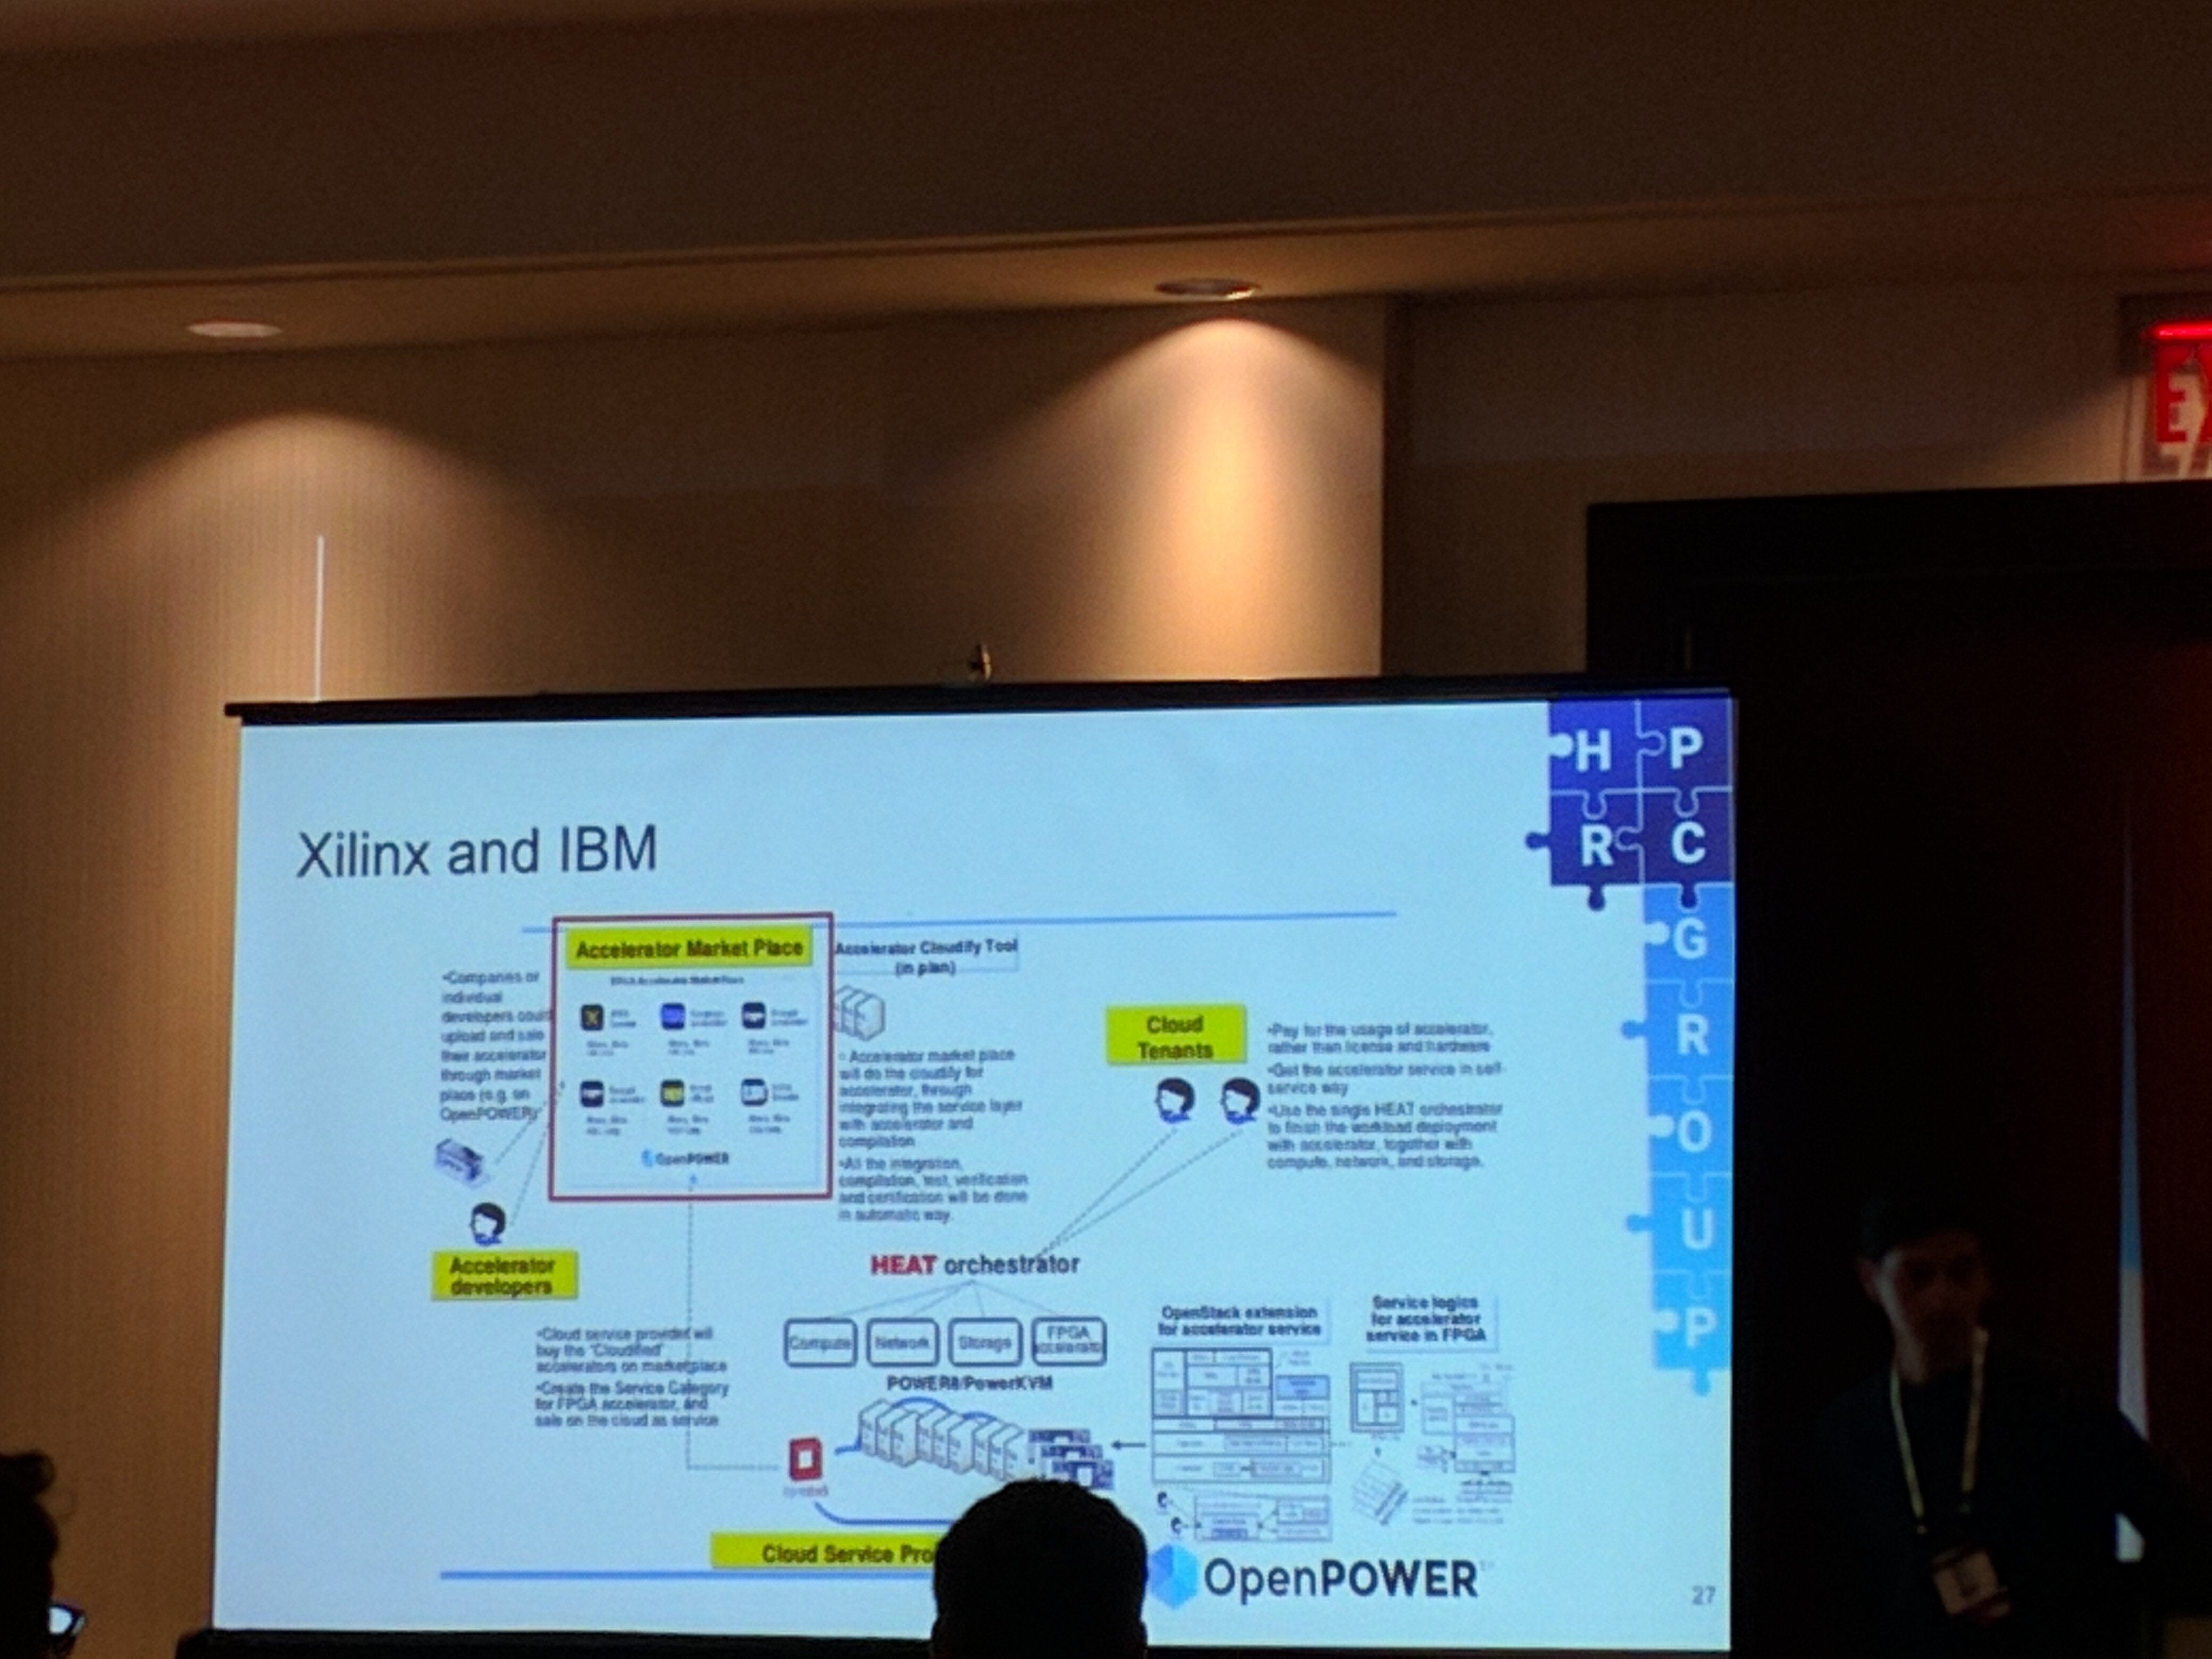 EX
H P
R C
G
R
O
U
P
Xilinx and IBM
Accelerator Market Place
FPGA Accelerator Market Place
OpenPOWER
Accelerator Cloudify Tool
(in plan)
•Companies or
individual
developers could
upload and sale
their accelerator
through market
place (e.g. on
OpenPOWER)
Accelerator
developers
• Accelerator market place
will do the cloudify for
accelerator, through
integrating the service layer
with accelerator and
compilation
•All the integration,
compilation, test, verification
and certification will be done
in automatic way.
Cloud
Tenants
•Pay for the usage of accelerator,
rather than license and hardware
•Get the accelerator service in self-
service way
•Use the single HEAT orchestrator
to finish the workload deployment
with accelerator, together with
compute, network, and storage.
HEAT orchestrator
Compute
Network
Storage
FPGA
accelerator
POWER8/PowerKVM
•Cloud service provider will
buy the "Cloudified"
accelerators on marketplace
•Create the Service Category
for FPGA accelerator, and
sale on the cloud as service
OpenStack extension
for accelerator service
Service logics
for accelerator
service in FPGA
openstack
Cloud Service Pro
OpenPOWER
27